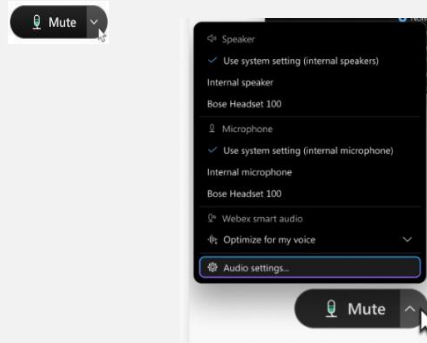 Mute
Speaker
Use system setting (internal speakers)
Internal speaker
Bose Headset 100
Microphone
Use system setting (internal microphone)
Internal microphone
Bose Headset 100
Webex smart audio
Optimize for my voice
Audio settings...
Mute